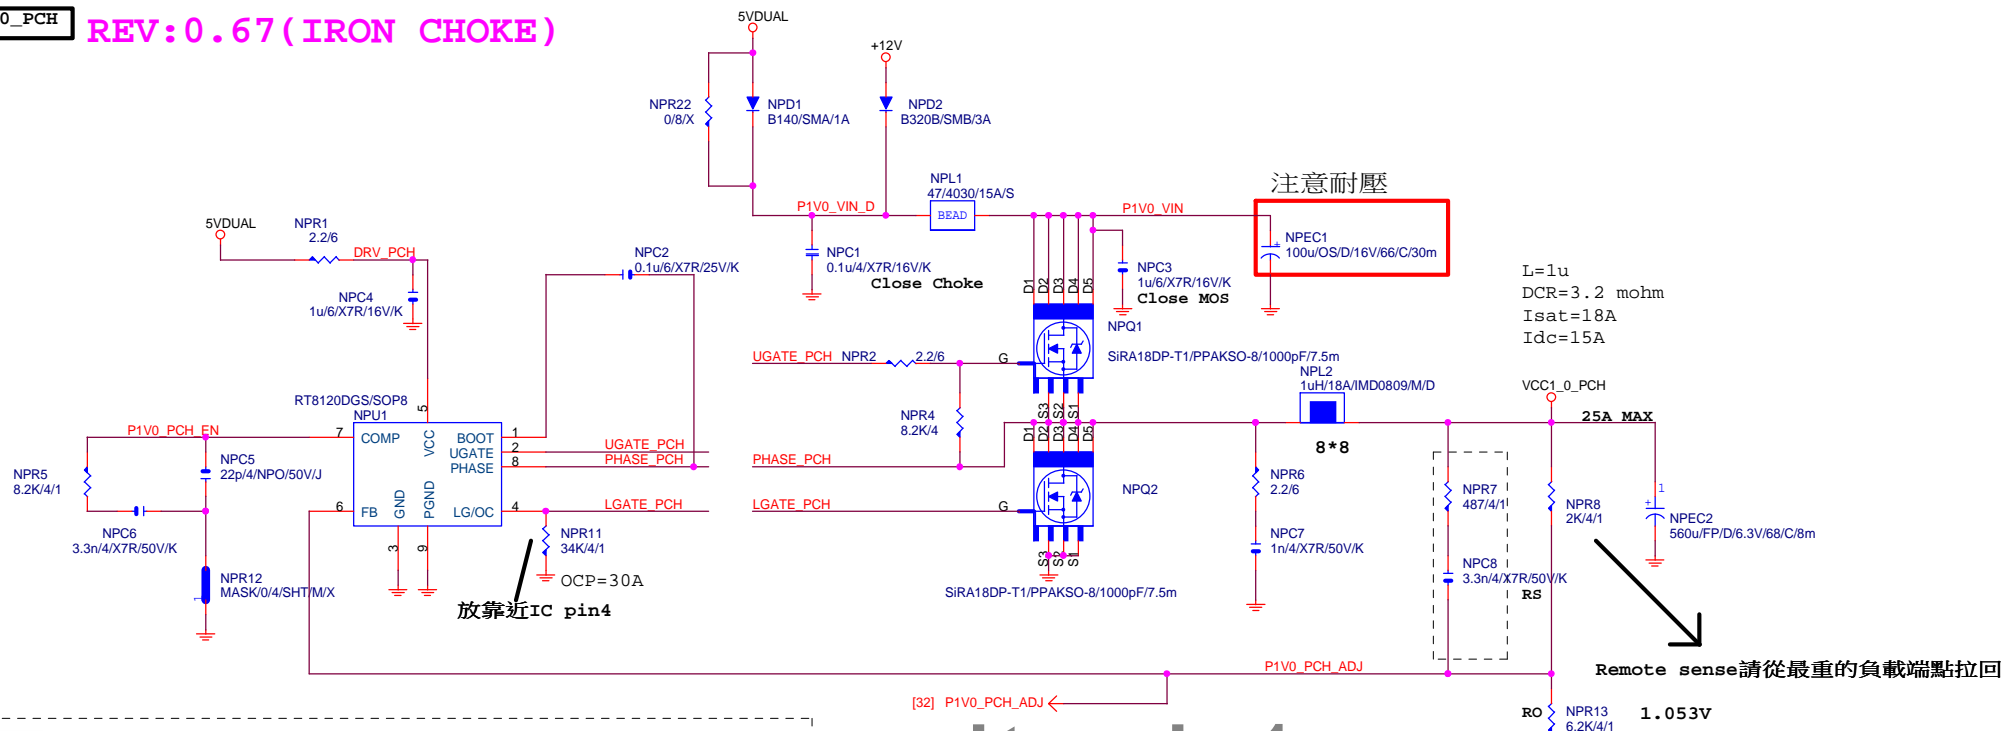 0_PCH
REV:0.67(IRON CHOKE)
5VDUAL
+12V
NPR22
0/8/X
NPD1
B140/SMA/1A
NPD2
B320B/SMB/3A
NPL1
47/4030/15A/S
BEAD
注意耐壓
P1V0_VIN_D
P1V0_VIN
5VDUAL
NPR1
2.2/6
DRV_PCH
NPC2
0.1u/6/X7R/25V/K
NPC1
0.1u/4/X7R/16V/K
Close Choke
NPC3
1u/6/X7R/16V/K
Close MOS
NPEC1
100u/OS/D/16V/66/C/30m
+
NPC4
1u/6/X7R/16V/K
L=1u
DCR=3.2 mohm
Isat=18A
Idc=15A
D1
D2
D3
D4
D5
NPQ1
SiRA18DP-T1/PPAKSO-8/1000pF/7.5m
G
S3
S2
S1
UGATE_PCH
NPR2
2.2/6
NPL2
1uH/18A/IMD0809/M/D
8*8
VCC1_0_PCH
25A MAX
RT8120DGS/SOP8
NPU1
5
P1V0_PCH_EN
7
COMP
VCC
BOOT
1
UGATE
2
PHASE
8
UGATE_PCH
PHASE_PCH
NPR4
8.2K/4
PHASE_PCH
D1
D2
D3
D4
D5
NPR5
8.2K/4/1
NPC5
22p/4/NPO/50V/J
6
FB
GND
PGND
LG/OC
4
LGATE_PCH
LGATE_PCH
G
NPQ2
S3
S2
S1
NPR6
2.2/6
NPR7
487/4/1
NPR8
2K/4/1
1
+
NPEC2
560u/FP/D/6.3V/68/C/8m
NPC6
3.3n/4/X7R/50V/K
3
9
NPR11
34K/4/1
OCP=30A
NPC7
1n/4/X7R/50V/K
NPC8
3.3n/4/X7R/50V/K
RS
NPR12
MASK/0/4/SHT/M/X
1
放靠近IC pin4
SiRA18DP-T1/PPAKSO-8/1000pF/7.5m
P1V0_PCH_ADJ
Remote sense請從最重的負載端點拉回
[32] P1V0_PCH_ADJ
RO
NPR13
6.2K/4/1
1.053V